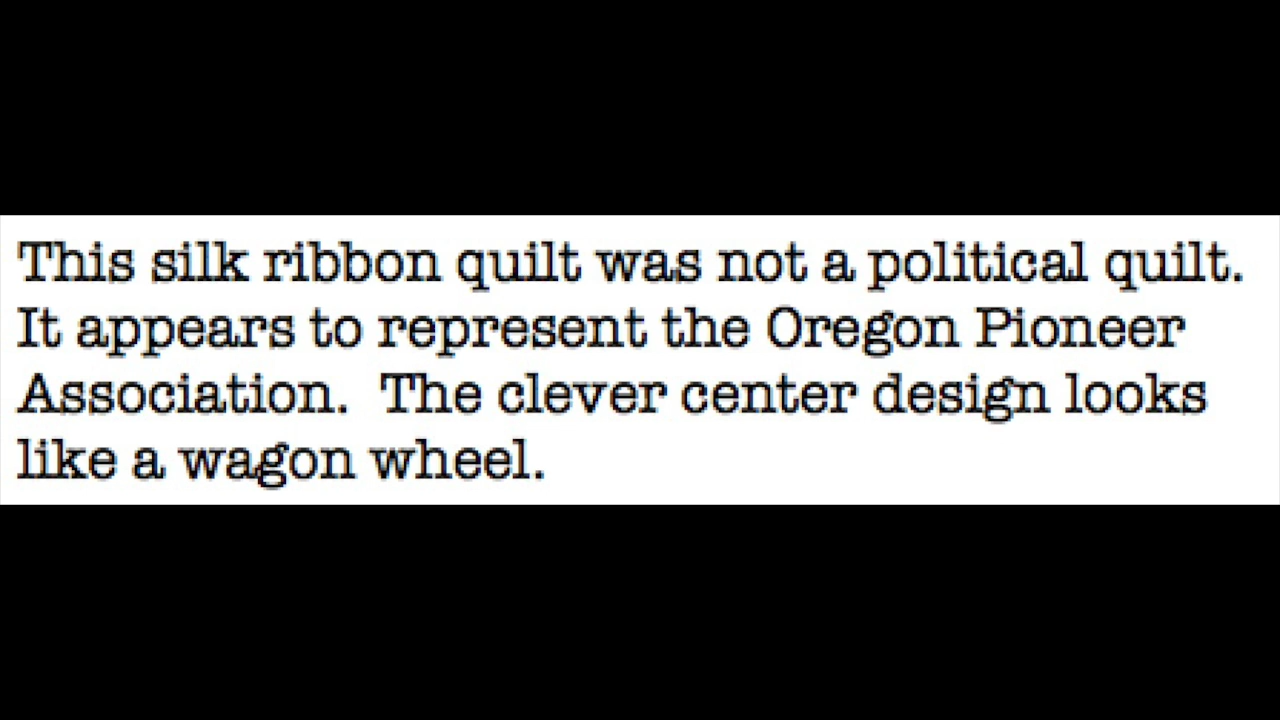 This silk ribbon quilt was not a political quilt.
It appears to represent the Oregon Pioneer
Association.  The clever center design looks
like a wagon wheel.